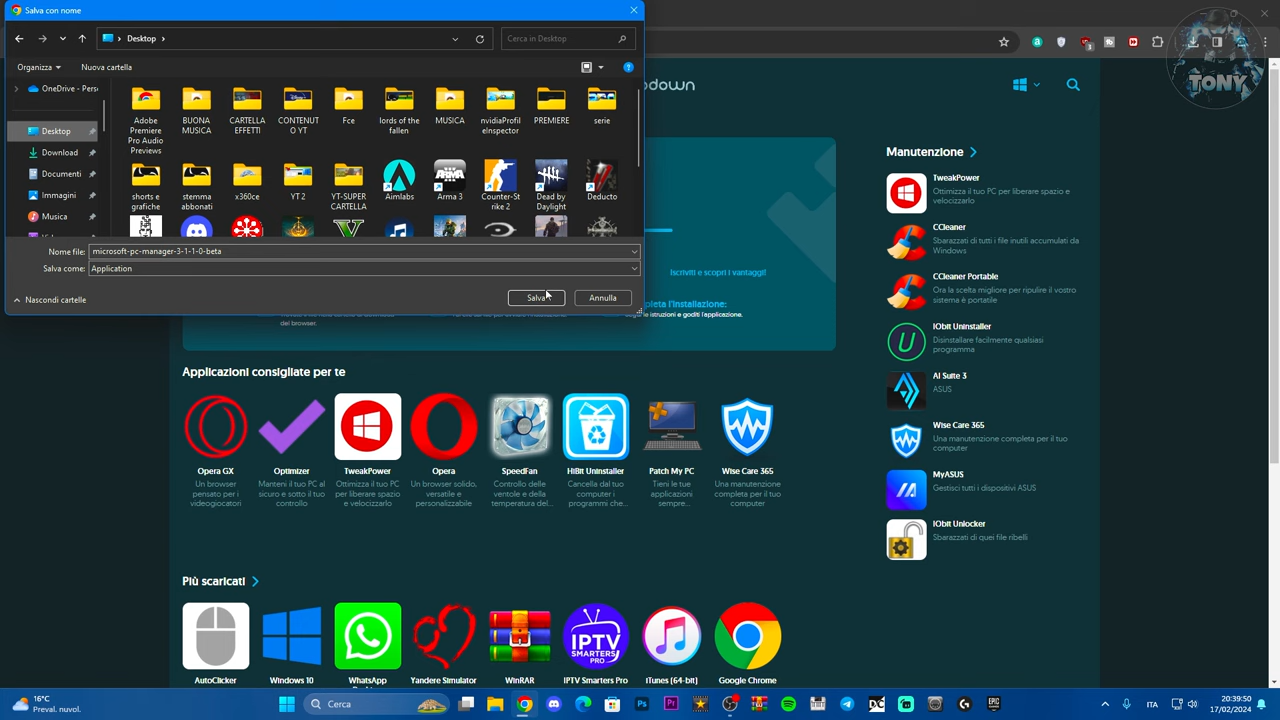 Salva con nome
Desktop
Cerca in Desktop
Organizza
Nuova cartella
OneDrive - Perso
Desktop
Download
Documenti
Immagini
Musica
Adobe
Premiere
Pro Audio
Previews
BUONA
MUSICA
CARTELLA
EFFETTI
CONTENUT
O YT
Fce
lords of the
fallen
MUSICA
nvidiaProfil
eInspector
PREMIERE
serie
shorts e
grafiche
stemma
abbonati
x360ce
YT 2
YT-SUPER
CARTELLA
Aimlabs
Arma 3
Counter-St
rike 2
Dead by
Daylight
Deducto
Nome file:
microsoft-pc-manager-3-1-1-0-beta
Salva come:
Application
Nascondi cartelle
Salva
Annulla
odown
TONY
Iscriviti e scopri i vantaggi!
pleta l'installazione:
le istruzioni e goditi l'applicazione.
del browser.
Manutenzione
TweakPower
Ottimizza il tuo PC per liberare spazio e
velocizzarlo
CCleaner
Sbarazzati di tutti i file inutili accumulati da
Windows
CCleaner Portable
Ora la scelta migliore per ripulire il vostro
sistema è portatile
IObit Uninstaller
Disinstallare facilmente qualsiasi
programma
AI Suite 3
ASUS
Wise Care 365
Una manutenzione completa per il tuo
computer
MyASUS
Gestisci tutti i dispositivi ASUS
IObit Unlocker
Sbarazzati di quei file ribelli
Applicazioni consigliate per te
Opera GX
Un browser
pensato per i
videogiocatori
Optimizer
Manteni il tuo PC al
sicuro e sotto il tuo
controllo
TweakPower
Ottimizza il tuo PC
per liberare spazio
e velocizzarlo
Opera
Un browser solido,
versatile e
personalizzabile
SpeedFan
Controllo delle
ventole e della
temperatura del...
HiBit Uninstaller
Cancella dal tuo
computer i
programmi che...
Patch My PC
Tieni le tue
applicazioni
sempre...
Wise Care 365
Una manutenzione
completa per il tuo
computer
Più scaricati
IPTV
SMARTERS
PRO
AutoClicker
Windows 10
WhatsApp
Yandere Simulator
WinRAR
IPTV Smarters Pro
iTunes (64 bit)
Google Chrome
16°C
Preval. nuvol.
Cerca
ITA
20:39:50
17/02/2024